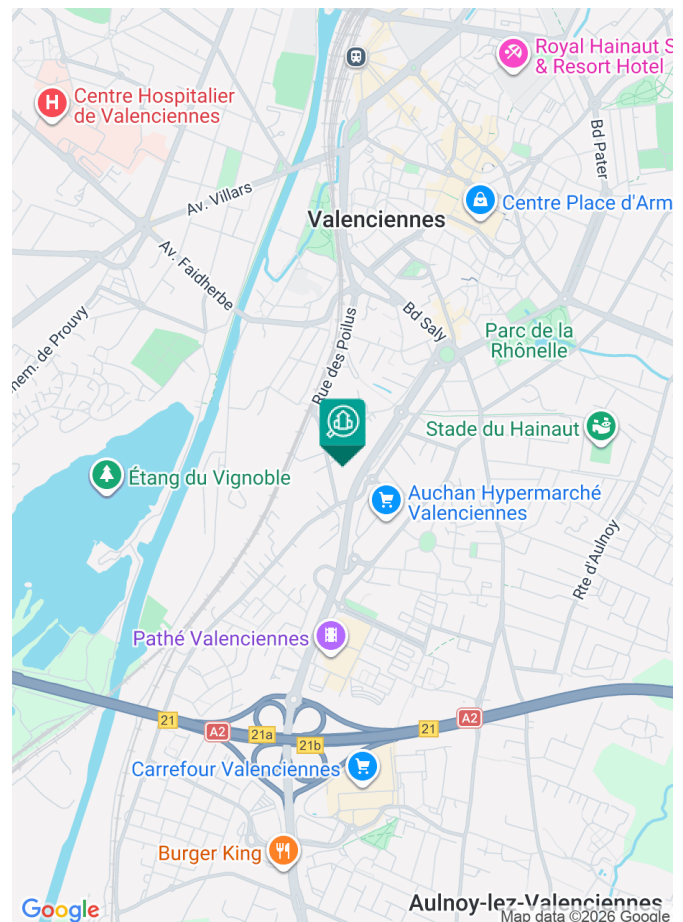 Royal Hainaut S
& Resort Hotel
H
Centre Hospitalier
de Valenciennes
Bd Pater
Av. Villars
Centre Place d'Arm
Valenciennes
Av. Faidherbe
Bd Saly
Parc de la
Rhônelle
Rue des Poilus
hem. de Prouvy
Stade du Hainaut
Étang du Vignoble
Auchan Hypermarché
Valenciennes
Rte d'Aulnoy
Pathé Valenciennes
21
A2
21a
21b
21
A2
Carrefour Valenciennes
Burger King
Aulnoy-lez-Valenciennes
Google
Map data ©2026 Google